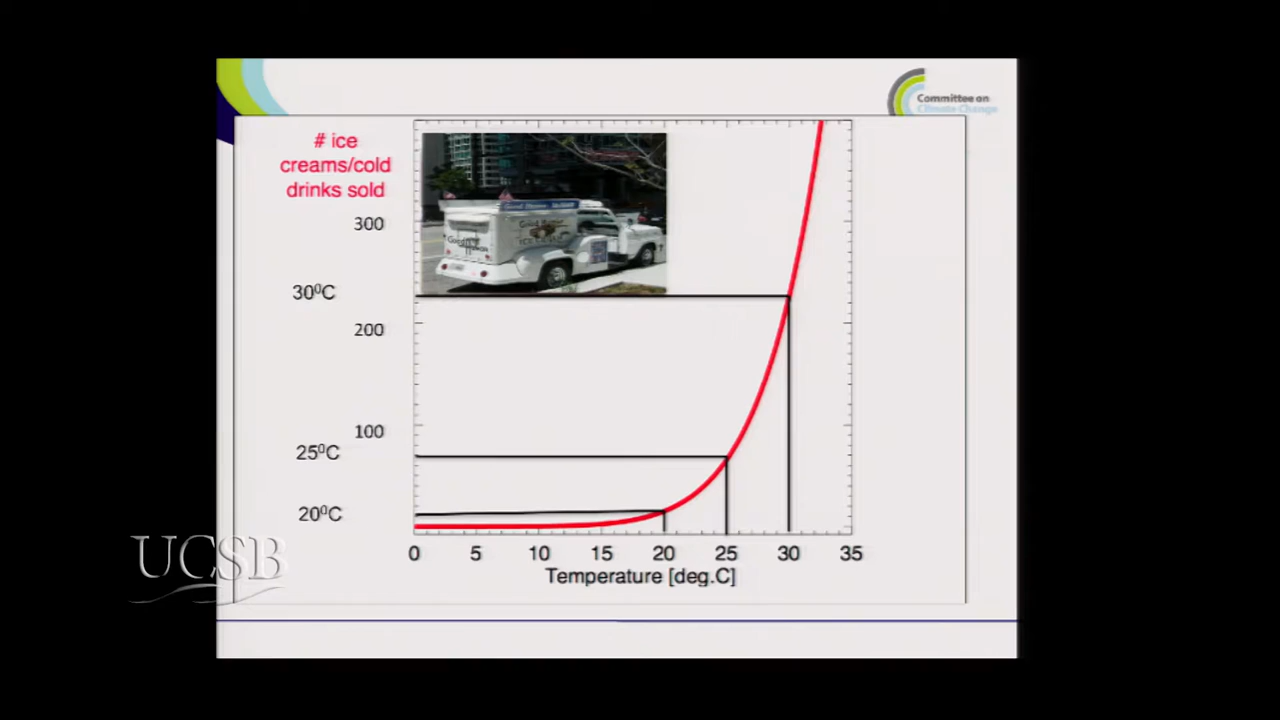 Committee on
Climate Change
# ice
creams/cold
drinks sold
300
30⁰C
200
100
25⁰C
20⁰C
0 5 10 15 20 25 30 35
Temperature [deg.C]
UCSB